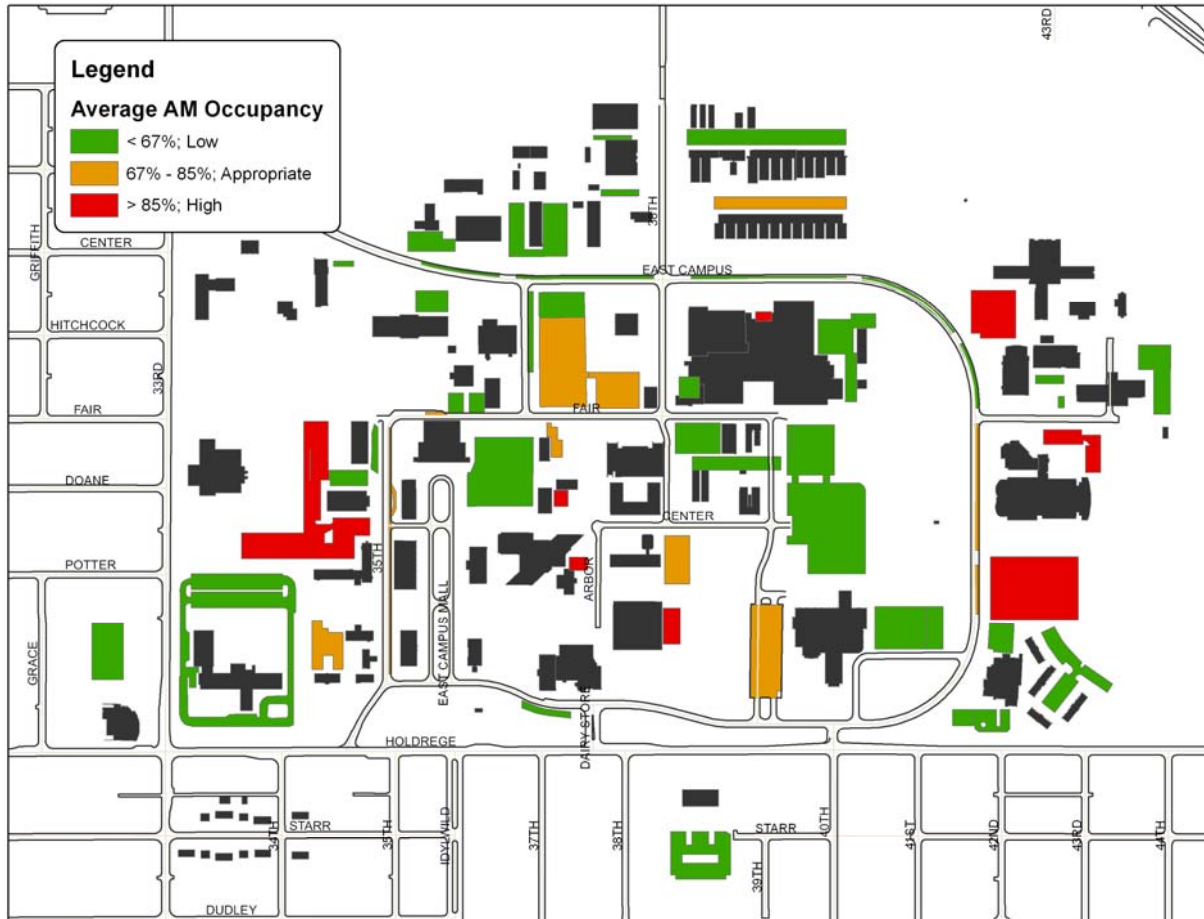 43RD
Legend
Average AM Occupancy
< 67%; Low
67% - 85%; Appropriate
> 85%; High
38TH
CENTER
GRIFFITH
EAST CAMPUS
HITCHCOCK
33RD
FAIR
FAIR
DOANE
CENTER
POTTER
35TH
ARBOR
GRACE
EAST CAMPUS MALL
DAIRY STORE
HOLDREGE
STARR
STARR
34TH
35TH
IDYLWILD
37TH
38TH
39TH
40TH
41ST
42ND
43RD
44TH
DUDLEY